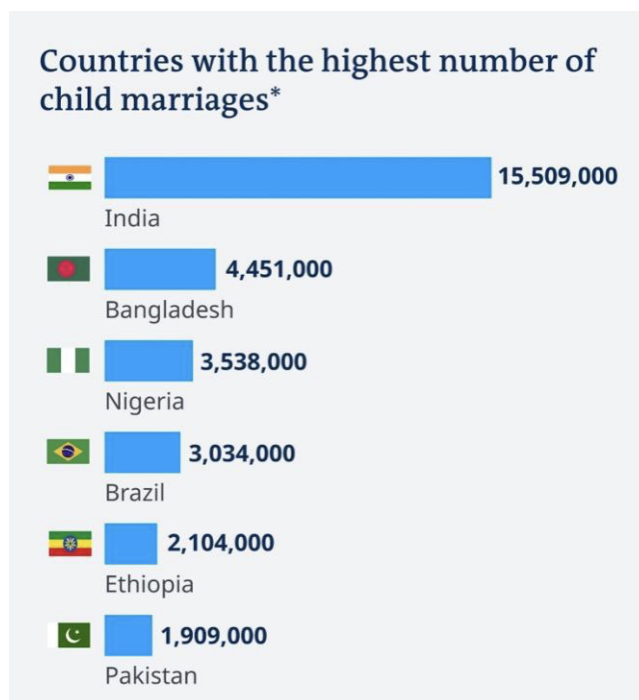 Countries with the highest number of
child marriages*
15,509,000
India
4,451,000
Bangladesh
3,538,000
Nigeria
3,034,000
Brazil
2,104,000
Ethiopia
1,909,000
Pakistan